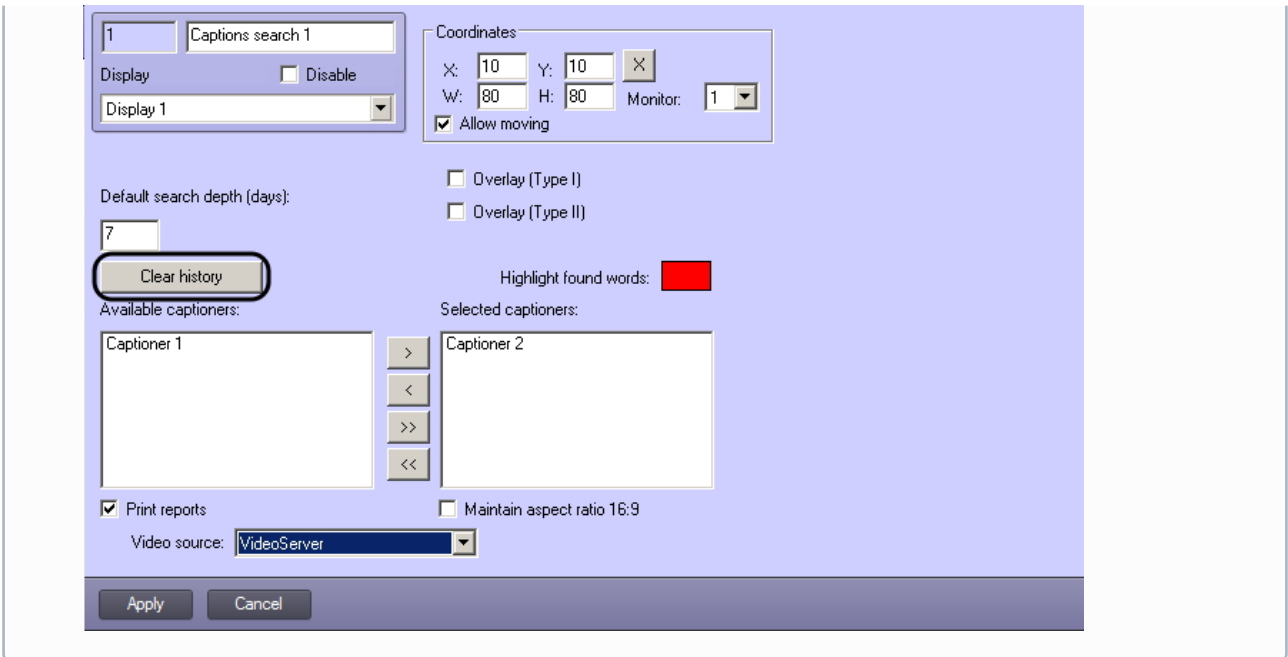 1 Captions search 1
Display Disable
Display 1
Coordinates
X: 10 Y: 10 X
W: 80 H: 80 Monitor: 1
Allow moving
Default search depth (days):
7
Overlay (Type I)
Overlay (Type II)
Clear history
Highlight found words:
Available captioners:
Captioner 1
>
<
>>
<<
Selected captioners:
Captioner 2
Print reports
Maintain aspect ratio 16:9
Video source: VideoServer
Apply Cancel